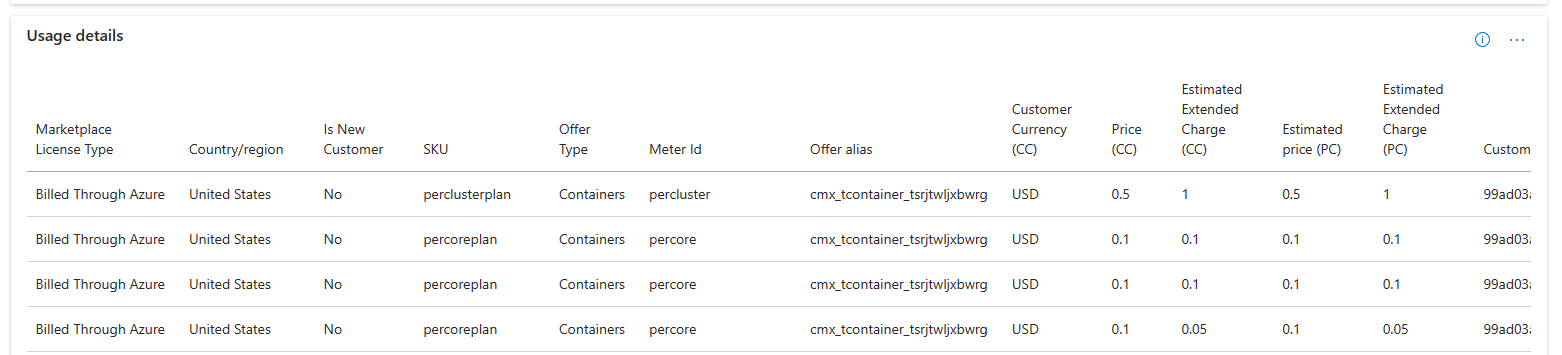 Usage details
Marketplace License Type Country/region Is New Customer SKU Offer Type Meter Id Offer alias Customer Currency (CC) Price (CC) Estimated Extended Charge (CC) Estimated price (PC) Estimated Extended Charge (PC) Custom
Billed Through Azure United States No perclusterplan Containers percluster cmx_tcontainer_tsrjtwljxbwrg USD 0.5 1 0.5 1 99ad03
Billed Through Azure United States No percoreplan Containers percore cmx_tcontainer_tsrjtwljxbwrg USD 0.1 0.1 0.1 0.1 99ad03
Billed Through Azure United States No percoreplan Containers percore cmx_tcontainer_tsrjtwljxbwrg USD 0.1 0.1 0.1 0.1 99ad03
Billed Through Azure United States No percoreplan Containers percore cmx_tcontainer_tsrjtwljxbwrg USD 0.1 0.05 0.1 0.05 99ad03